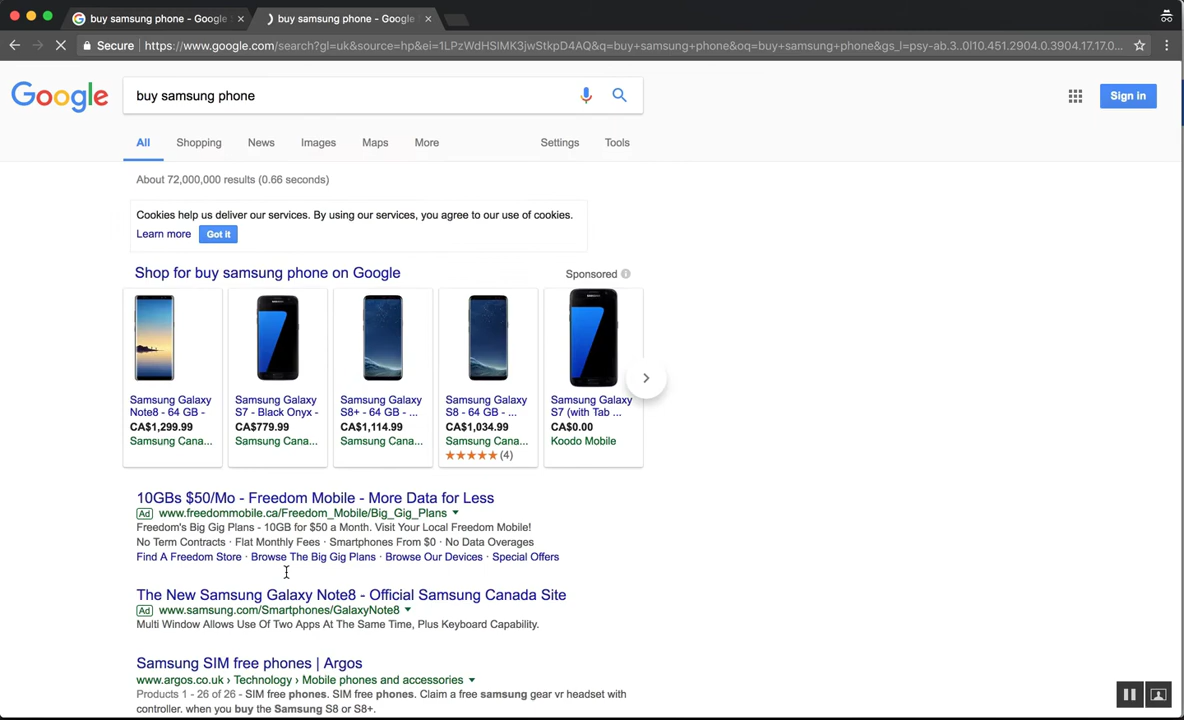 buy samsung phone - Google
buy samsung phone - Google
Secure
https://www.google.com/search?gl=uk&source=hp&ei=1LPzWdHSIMK3jwStkpD4AQ&q=buy+samsung+phone&oq=buy+samsung+phone&gs_l=psy-ab.3..0l10.451.2904.0.3904.17.17.0...
Google
buy samsung phone
Sign in
All Shopping News Images Maps More Settings Tools
About 72,000,000 results (0.66 seconds)
Cookies help us deliver our services. By using our services, you agree to our use of cookies.
Learn more Got it
Shop for buy samsung phone on Google
Sponsored
Samsung Galaxy
Note8 - 64 GB -
CA$1,299.99
Samsung Cana...
Samsung Galaxy
S7 - Black Onyx -
CA$779.99
Samsung Cana...
Samsung Galaxy
S8+ - 64 GB - ...
CA$1,114.99
Samsung Cana...
Samsung Galaxy
S8 - 64 GB - ...
CA$1,034.99
Samsung Cana...
★★★★★ (4)
Samsung Galaxy
S7 (with Tab ...
CA$0.00
Koodo Mobile
10GBs $50/Mo - Freedom Mobile - More Data for Less
Ad www.freedommobile.ca/Freedom_Mobile/Big_Gig_Plans
Freedom's Big Gig Plans - 10GB for $50 a Month. Visit Your Local Freedom Mobile!
No Term Contracts · Flat Monthly Fees · Smartphones From $0 · No Data Overages
Find A Freedom Store · Browse The Big Gig Plans · Browse Our Devices · Special Offers
The New Samsung Galaxy Note8 - Official Samsung Canada Site
Ad www.samsung.com/Smartphones/GalaxyNote8
Multi Window Allows Use Of Two Apps At The Same Time, Plus Keyboard Capability.
Samsung SIM free phones | Argos
www.argos.co.uk › Technology › Mobile phones and accessories
Products 1 - 26 of 26 - SIM free phones. SIM free phones. Claim a free samsung gear vr headset with
controller. when you buy the Samsung S8 or S8+.